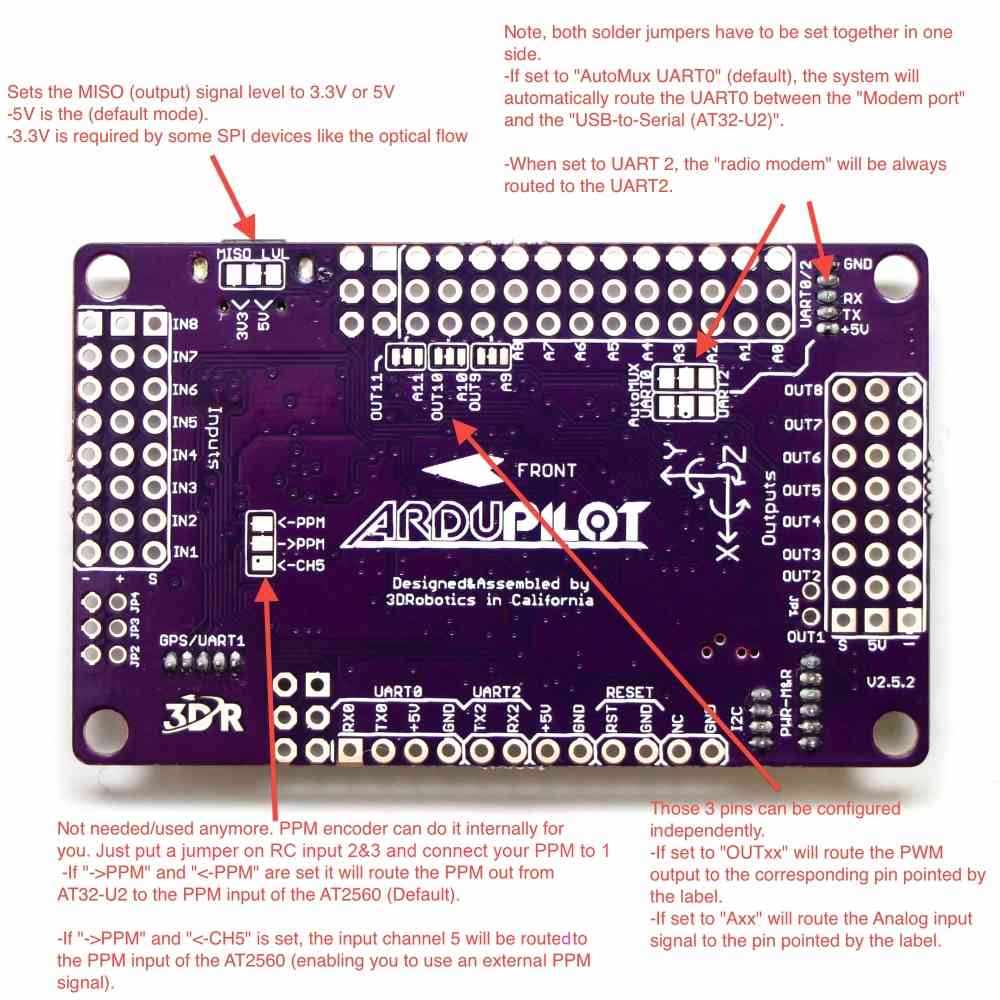 Note, both solder jumpers have to be set together in one
side.
-If set to "AutoMux UART0" (default), the system will
automatically route the UART0 between the "Modem port"
and the "USB-to-Serial (AT32-U2)".
-When set to UART 2, the "radio modem" will be always
routed to the UART2.
Sets the MISO (output) signal level to 3.3V or 5V
-5V is the (default mode).
-3.3V is required by some SPI devices like the optical flow
MISO LVL
3V3
5V
S
UART0/2
GND
RX
TX
+5V
IN8
IN7
IN6
IN5
IN4
IN3
IN2
IN1
Inputs
- + S
JP4
JP3
JP2
OUT11
A11
OUT10
A10
OUT9
A9
A8
A7
A6
A5
A4
A3
A2
A1
A0
AutoMUX
UART0
UART2
OUT8
OUT7
OUT6
OUT5
OUT4
OUT3
OUT2
JP1
OUT1
Outputs
S 5V -
Y
Z
X
FRONT
ARDUPILOT
<-PPM
->PPM
<-CH5
Designed&Assembled by
3DRobotics in California
GPS/UART1
3DR
UART0
UART2
RESET
RX0
TX0
+5V
GND
TX2
RX2
+5V
GND
RST
GND
NC
GND
I2C
PWR-M&R
V2.5.2
Not needed/used anymore. PPM encoder can do it internally for
you. Just put a jumper on RC input 2&3 and connect your PPM to 1
-If "->PPM" and "<-PPM" are set it will route the PPM out from
AT32-U2 to the PPM input of the AT2560 (Default).
-If "->PPM" and "<-CH5" is set, the input channel 5 will be routed to
the PPM input of the AT2560 (enabling you to use an external PPM
signal).
Those 3 pins can be configured
independently.
-If set to "OUTxx" will route the PWM
output to the corresponding pin pointed by
the label.
-If set to "Axx" will route the Analog input
signal to the pin pointed by the label.